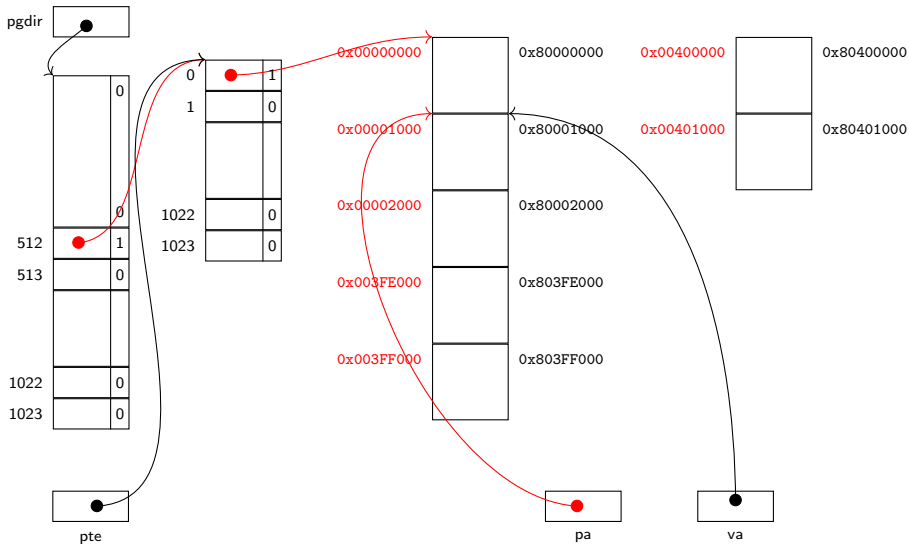 pgdir
0
0
512 1
513 0
1022 0
1023 0
0 1
1 0
1022 0
1023 0
0x00000000 0x80000000
0x00001000 0x80001000
0x00002000 0x80002000
0x003FE000 0x803FE000
0x003FF000 0x803FF000
0x00400000 0x80400000
0x00401000 0x80401000
pte
pa
va